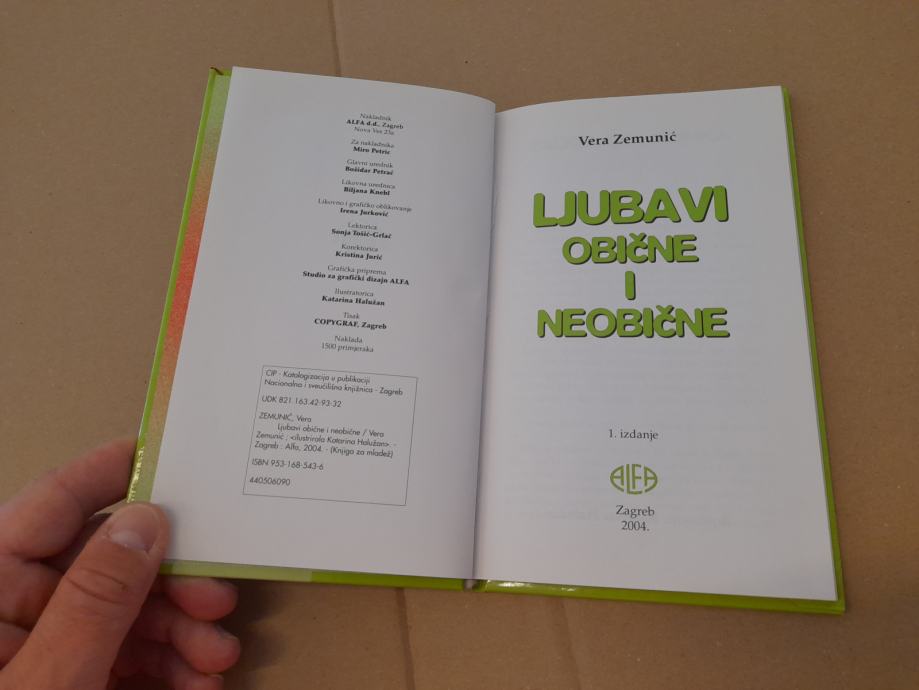 Nakladnik
ALFA d.d., Zagreb
Nova Ves 23a
Za nakladnika
Miro Petric
Glavni urednik
Božidar Petrač
Likovna urednica
Biljana Knebl
Likovno i grafičko oblikovanje
Irena Jurković
Lektorica
Sonja Tošić-Grlač
Korektorica
Kristina Jurić
Grafička priprema
Studio za grafički dizajn ALFA
Ilustratorica
Katarina Halužan
Tisak
COPYGRAF, Zagreb
Naklada
1500 primjeraka
CIP - Katalogizacija u publikaciji
Nacionalna i sveučilišna knjižnica - Zagreb
UDK 821.163.42-93-32
ZEMUNIĆ, Vera
Ljubavi obične i neobične / Vera
Zemunić ; <ilustrirala Katarina Halužan>. -
Zagreb : Alfa, 2004. - (Knjiga za mladež)
ISBN 953-168-543-6
440506090
Vera Zemunić
LJUBAVI
OBIČNE
I
NEOBIČNE
1. izdanje
ALFA
Zagreb
2004.